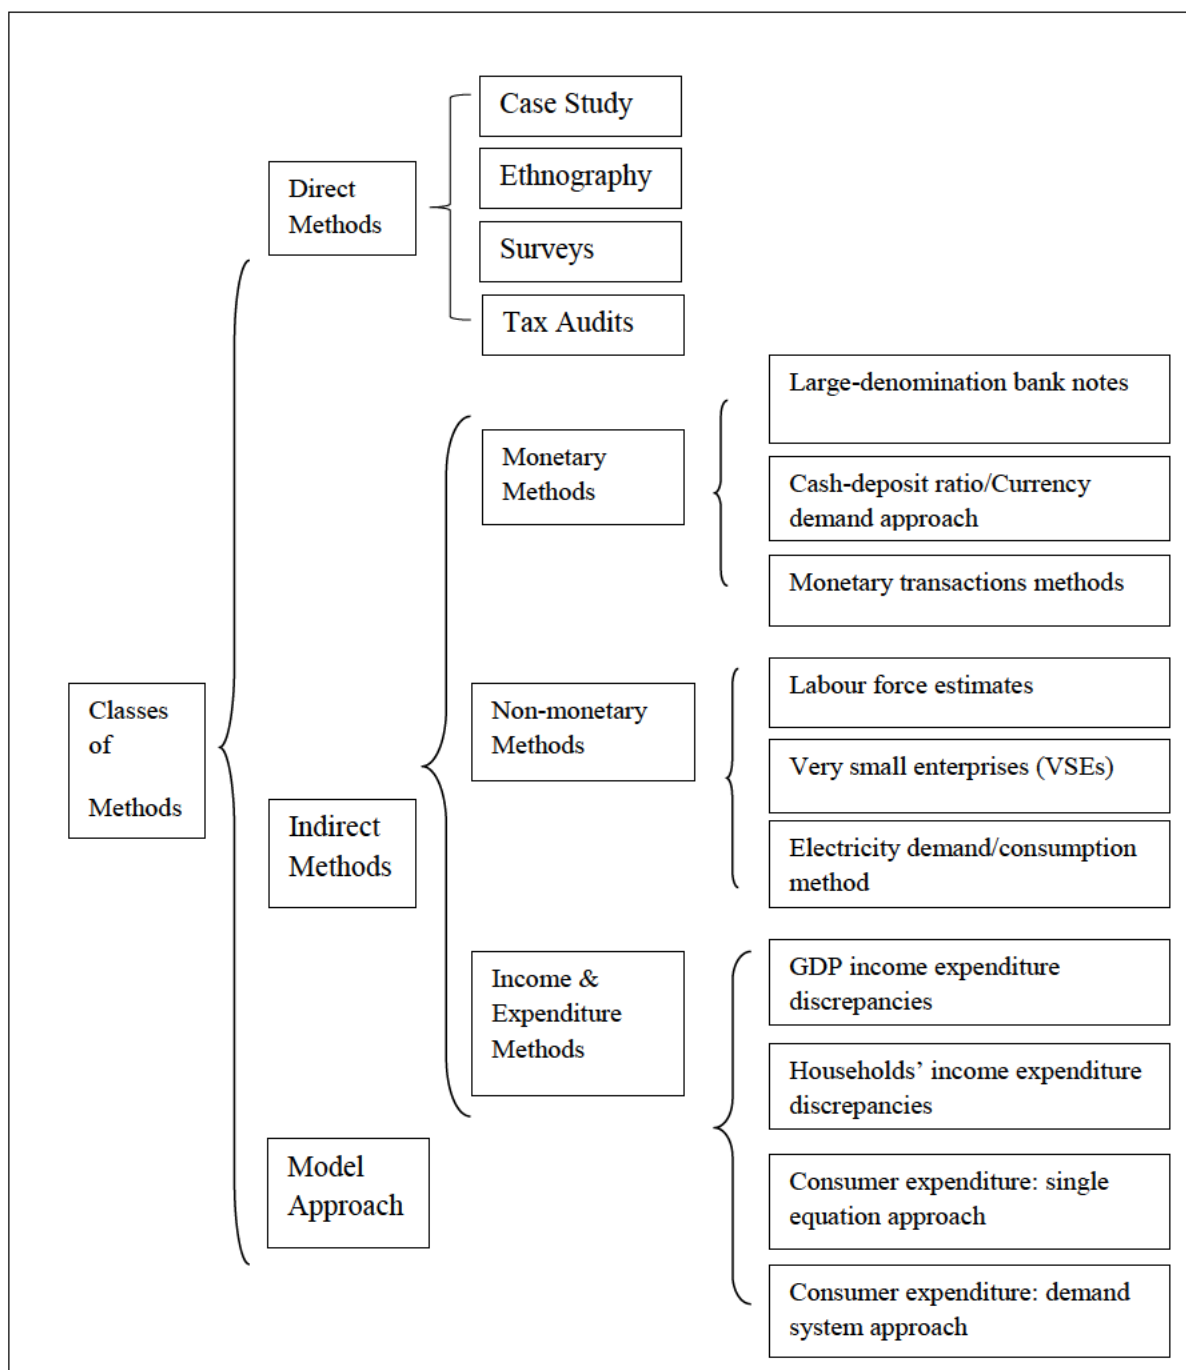 Case Study
Ethnography
Surveys
Tax Audits
Direct
Methods
Large-denomination bank notes
Cash-deposit ratio/Currency
demand approach
Monetary transactions methods
Monetary
Methods
Labour force estimates
Very small enterprises (VSEs)
Electricity demand/consumption
method
Non-monetary
Methods
Classes
of
Methods
Indirect
Methods
GDP income expenditure
discrepancies
Households’ income expenditure
discrepancies
Consumer expenditure: single
equation approach
Consumer expenditure: demand
system approach
Income &
Expenditure
Methods
Model
Approach